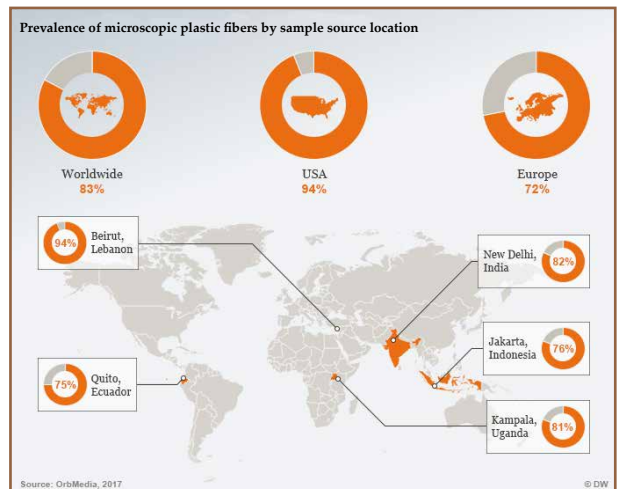 Prevalence of microscopic plastic fibers by sample source location
Worldwide
83%
USA
94%
Europe
72%
94%
Beirut,
Lebanon
New Delhi,
India
82%
75%
Quito,
Ecuador
Jakarta,
Indonesia
76%
Kampala,
Uganda
81%
Source: OrbMedia, 2017
© DW